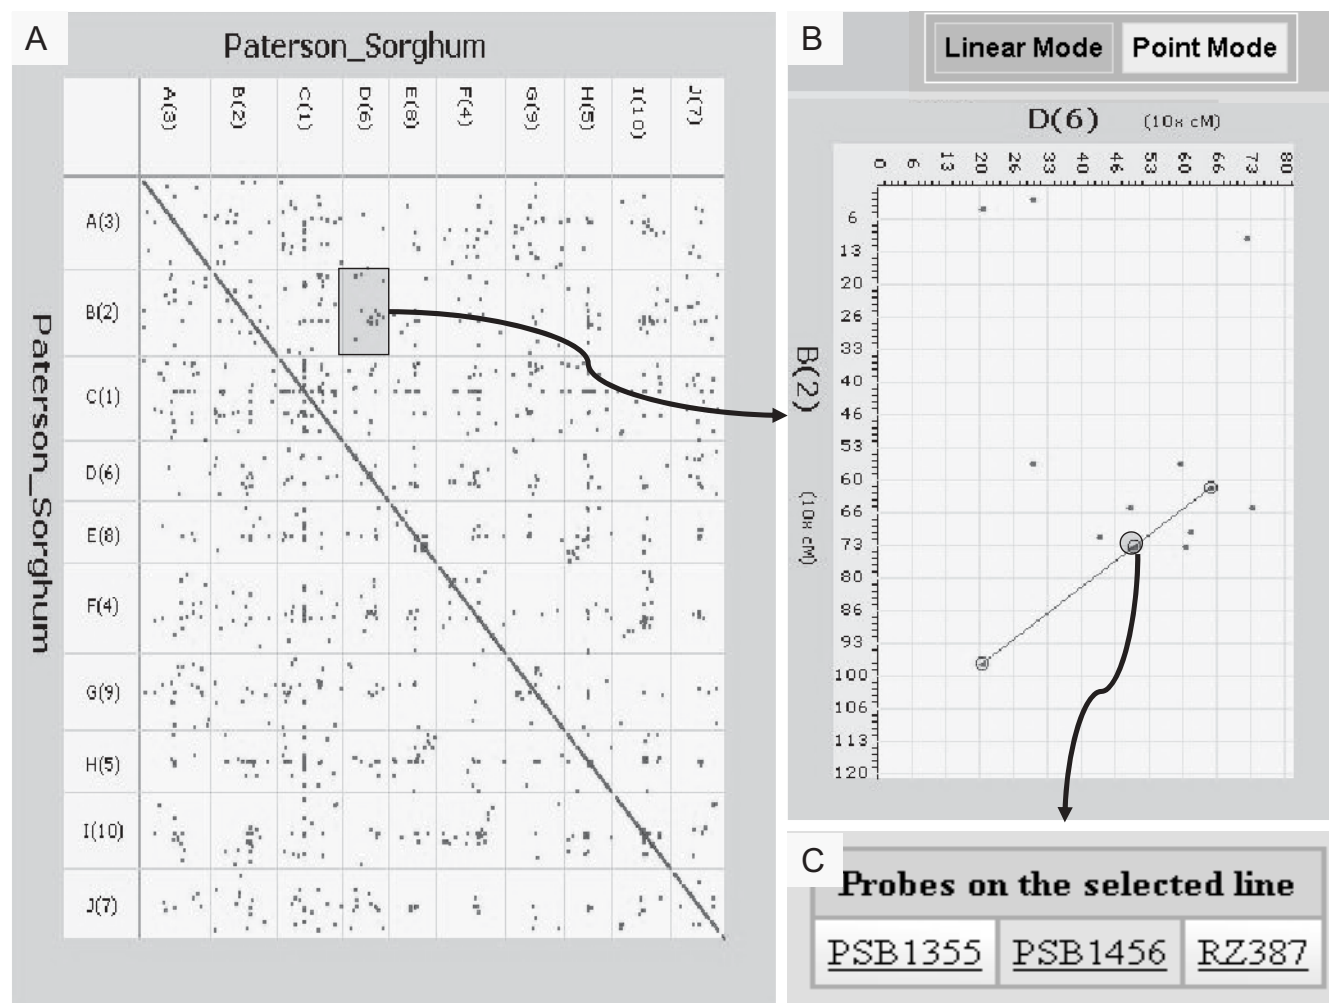 A
Paterson_Sorghum
A(3) B(2) C(1) D(6) E(8) F(4) G(9) H(5) I(10) J(7)
Paterson_Sorghum
A(3)
B(2)
C(1)
D(6)
E(8)
F(4)
G(9)
H(5)
I(10)
J(7)
B
Linear Mode Point Mode
D(6) (10x cM)
0 6 13 20 26 33 40 46 53 60 66 73 80
B(2) (10x cM)
6
13
20
26
33
40
46
53
60
66
73
80
86
93
100
106
113
120
C
Probes on the selected line
PSB1355 PSB1456 RZ387